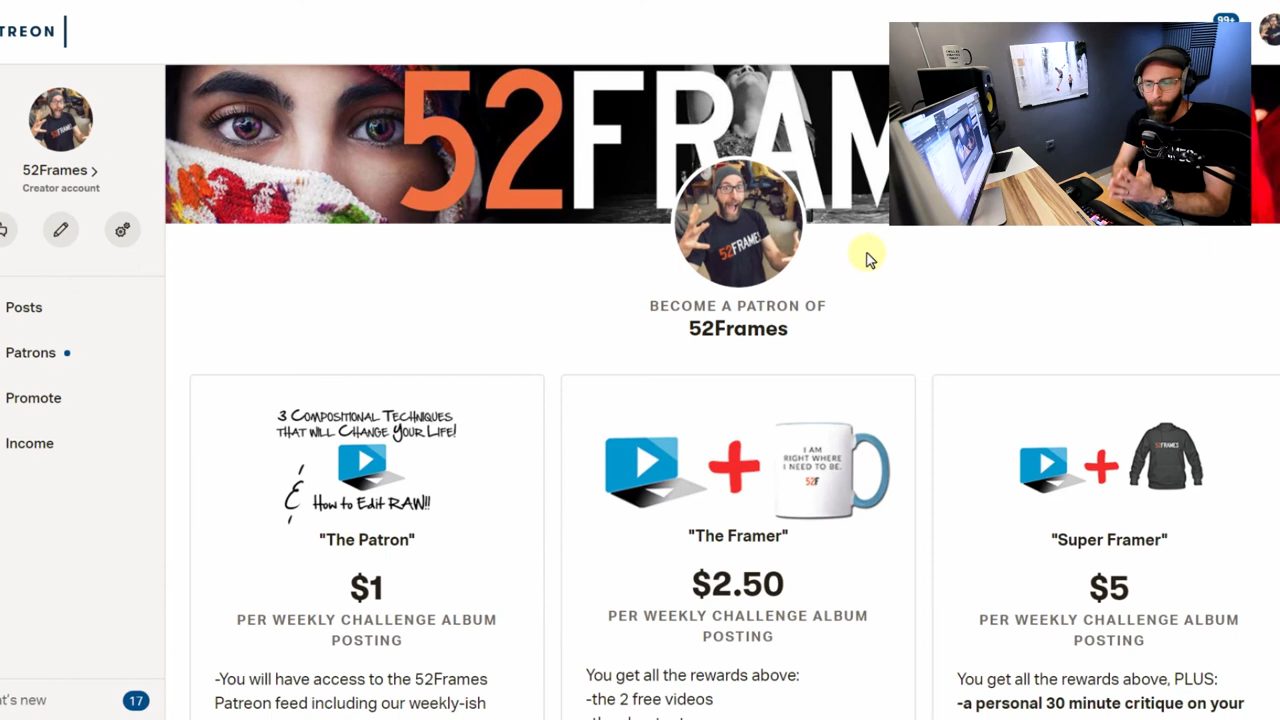 TREON
99+
52FRAM
52Frames
Creator account
Posts
Patrons
Promote
Income
at's new
17
52FRAMES
BECOME A PATRON OF
52Frames
3 COMPOSITIONAL TECHNIQUES
THAT WILL CHANGE YOUR LIFE!
&
How to Edit RAW!!
"The Patron"
$1
PER WEEKLY CHALLENGE ALBUM
POSTING
-You will have access to the 52Frames
Patreon feed including our weekly-ish
I AM
RIGHT WHERE
I NEED TO BE.
52F
"The Framer"
$2.50
PER WEEKLY CHALLENGE ALBUM
POSTING
You get all the rewards above:
-the 2 free videos
52FRAMES
"Super Framer"
$5
PER WEEKLY CHALLENGE ALBUM
POSTING
You get all the rewards above, PLUS:
-a personal 30 minute critique on your